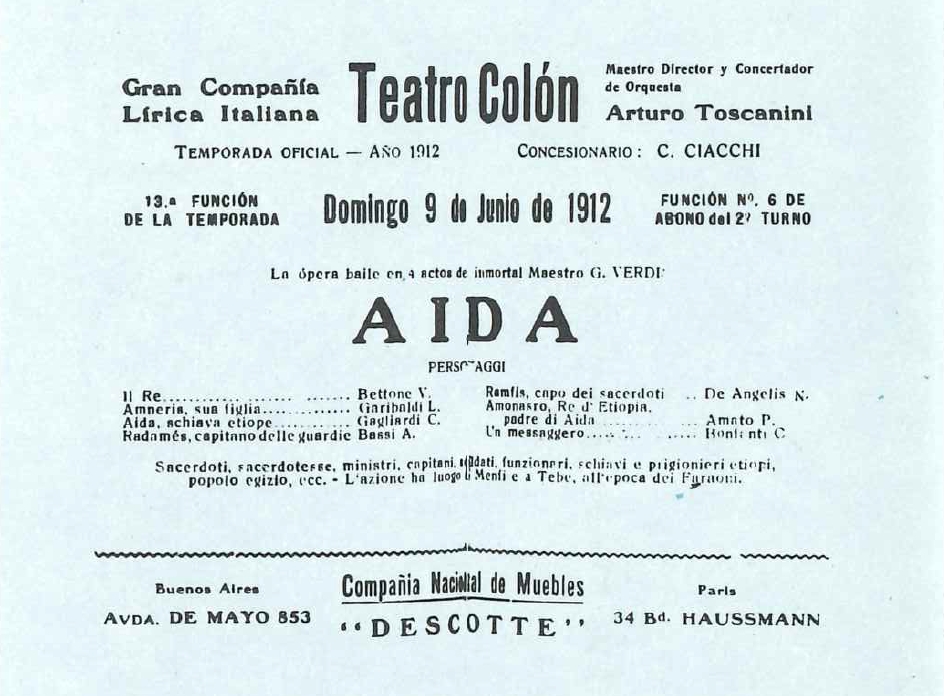 Gran Compañía
Lírica Italiana
Teatro Colón
Maestro Director y Concertador
de Orquesta
Arturo Toscanini
TEMPORADA OFICIAL — AÑO 1912
CONCESIONARIO: C. CIACCHI
13.a FUNCIÓN
DE LA TEMPORADA
Domingo 9 de Junio de 1912
FUNCIÓN Nº. 6 DE
ABONO del 2º TURNO
La ópera baile en 4 actos de inmortal Maestro G. VERDI
AIDA
PERSONAGGI
Il Re.................... Bettone V.
Amneris, sua figlia............ Garibaldi L.
Aida, schiava etiope........... Gagliardi C.
Radamés, capitano delle guardie Bassi A.
Ramfis, capo dei sacerdoti .. De Angelis N.
Amonasro, Re d' Etiopia,
padre di Aida ........ Amato P.
Un messaggero........ ..... C
Sacerdoti, sacerdotesse, ministri, capitani, soldati, funzionari, schiavi e prigionieri etiopi,
popolo egizio, ecc. - L'azione ha luogo a Menfi e a Tebe, all'epoca dei Faraoni.
Buenos Aires
AVDA. DE MAYO 853
Compañia Nacional de Muebles
"DESCOTTE"
Paris
34 Bd. HAUSSMANN